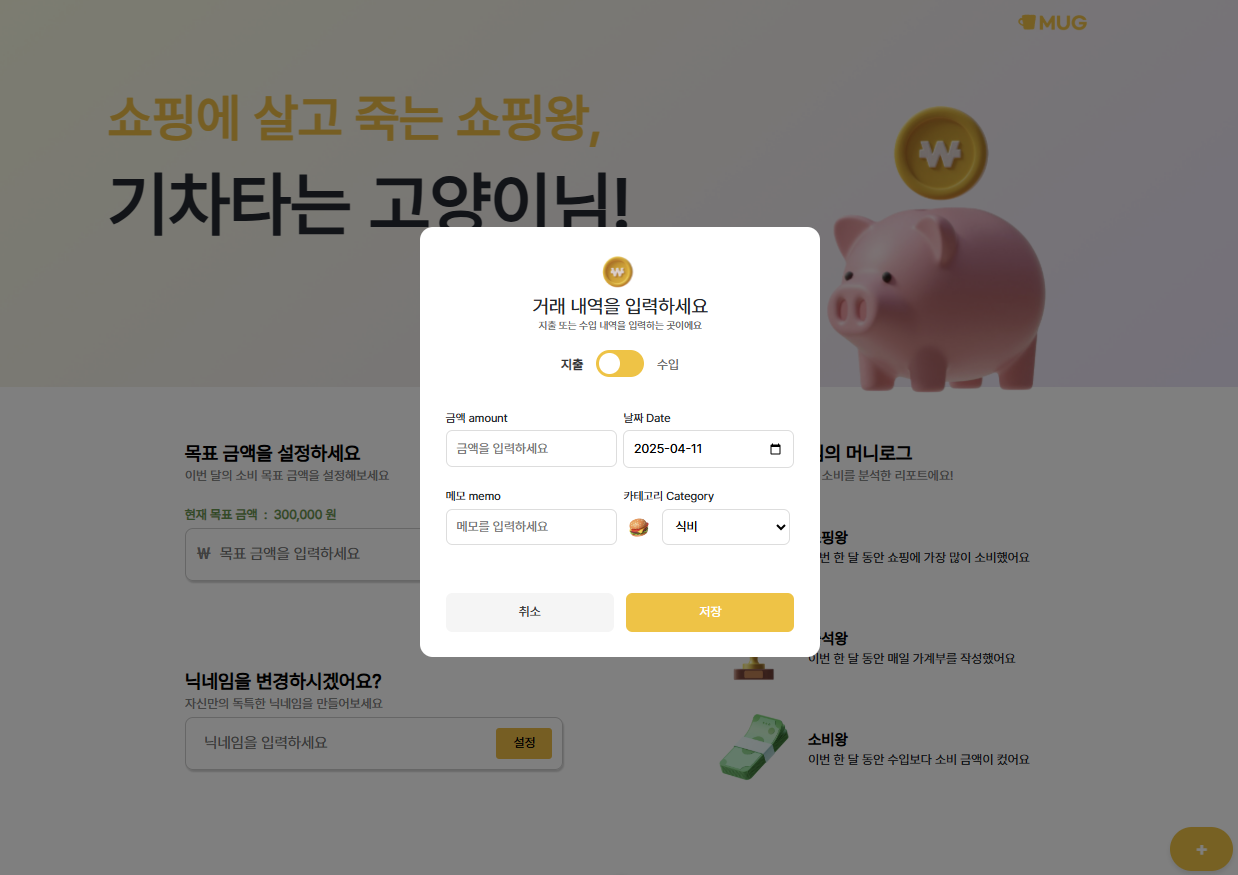 MUG
쇼핑에 살고 죽는 쇼핑왕,
기차타는 고양이님!
거래 내역을 입력하세요
지출 또는 수입 내역을 입력하는 곳이에요
지출
수입
금액 amount
날짜 Date
금액을 입력하세요
2025-04-11
메모 memo
카테고리 Category
메모를 입력하세요
식비
취소
저장
목표 금액을 설정하세요
이번 달의 소비 목표 금액을 설정해보세요
현재 목표 금액 : 300,000 원
₩ 목표 금액을 입력하세요
닉네임을 변경하시겠어요?
자신만의 독특한 닉네임을 만들어보세요
닉네임을 입력하세요
설정
의 머니로그
소비를 분석한 리포트에요!
핑왕
번 한 달 동안 쇼핑에 가장 많이 소비했어요
석왕
이번 한 달 동안 매일 가계부를 작성했어요
소비왕
이번 한 달 동안 수입보다 소비 금액이 컸어요
+